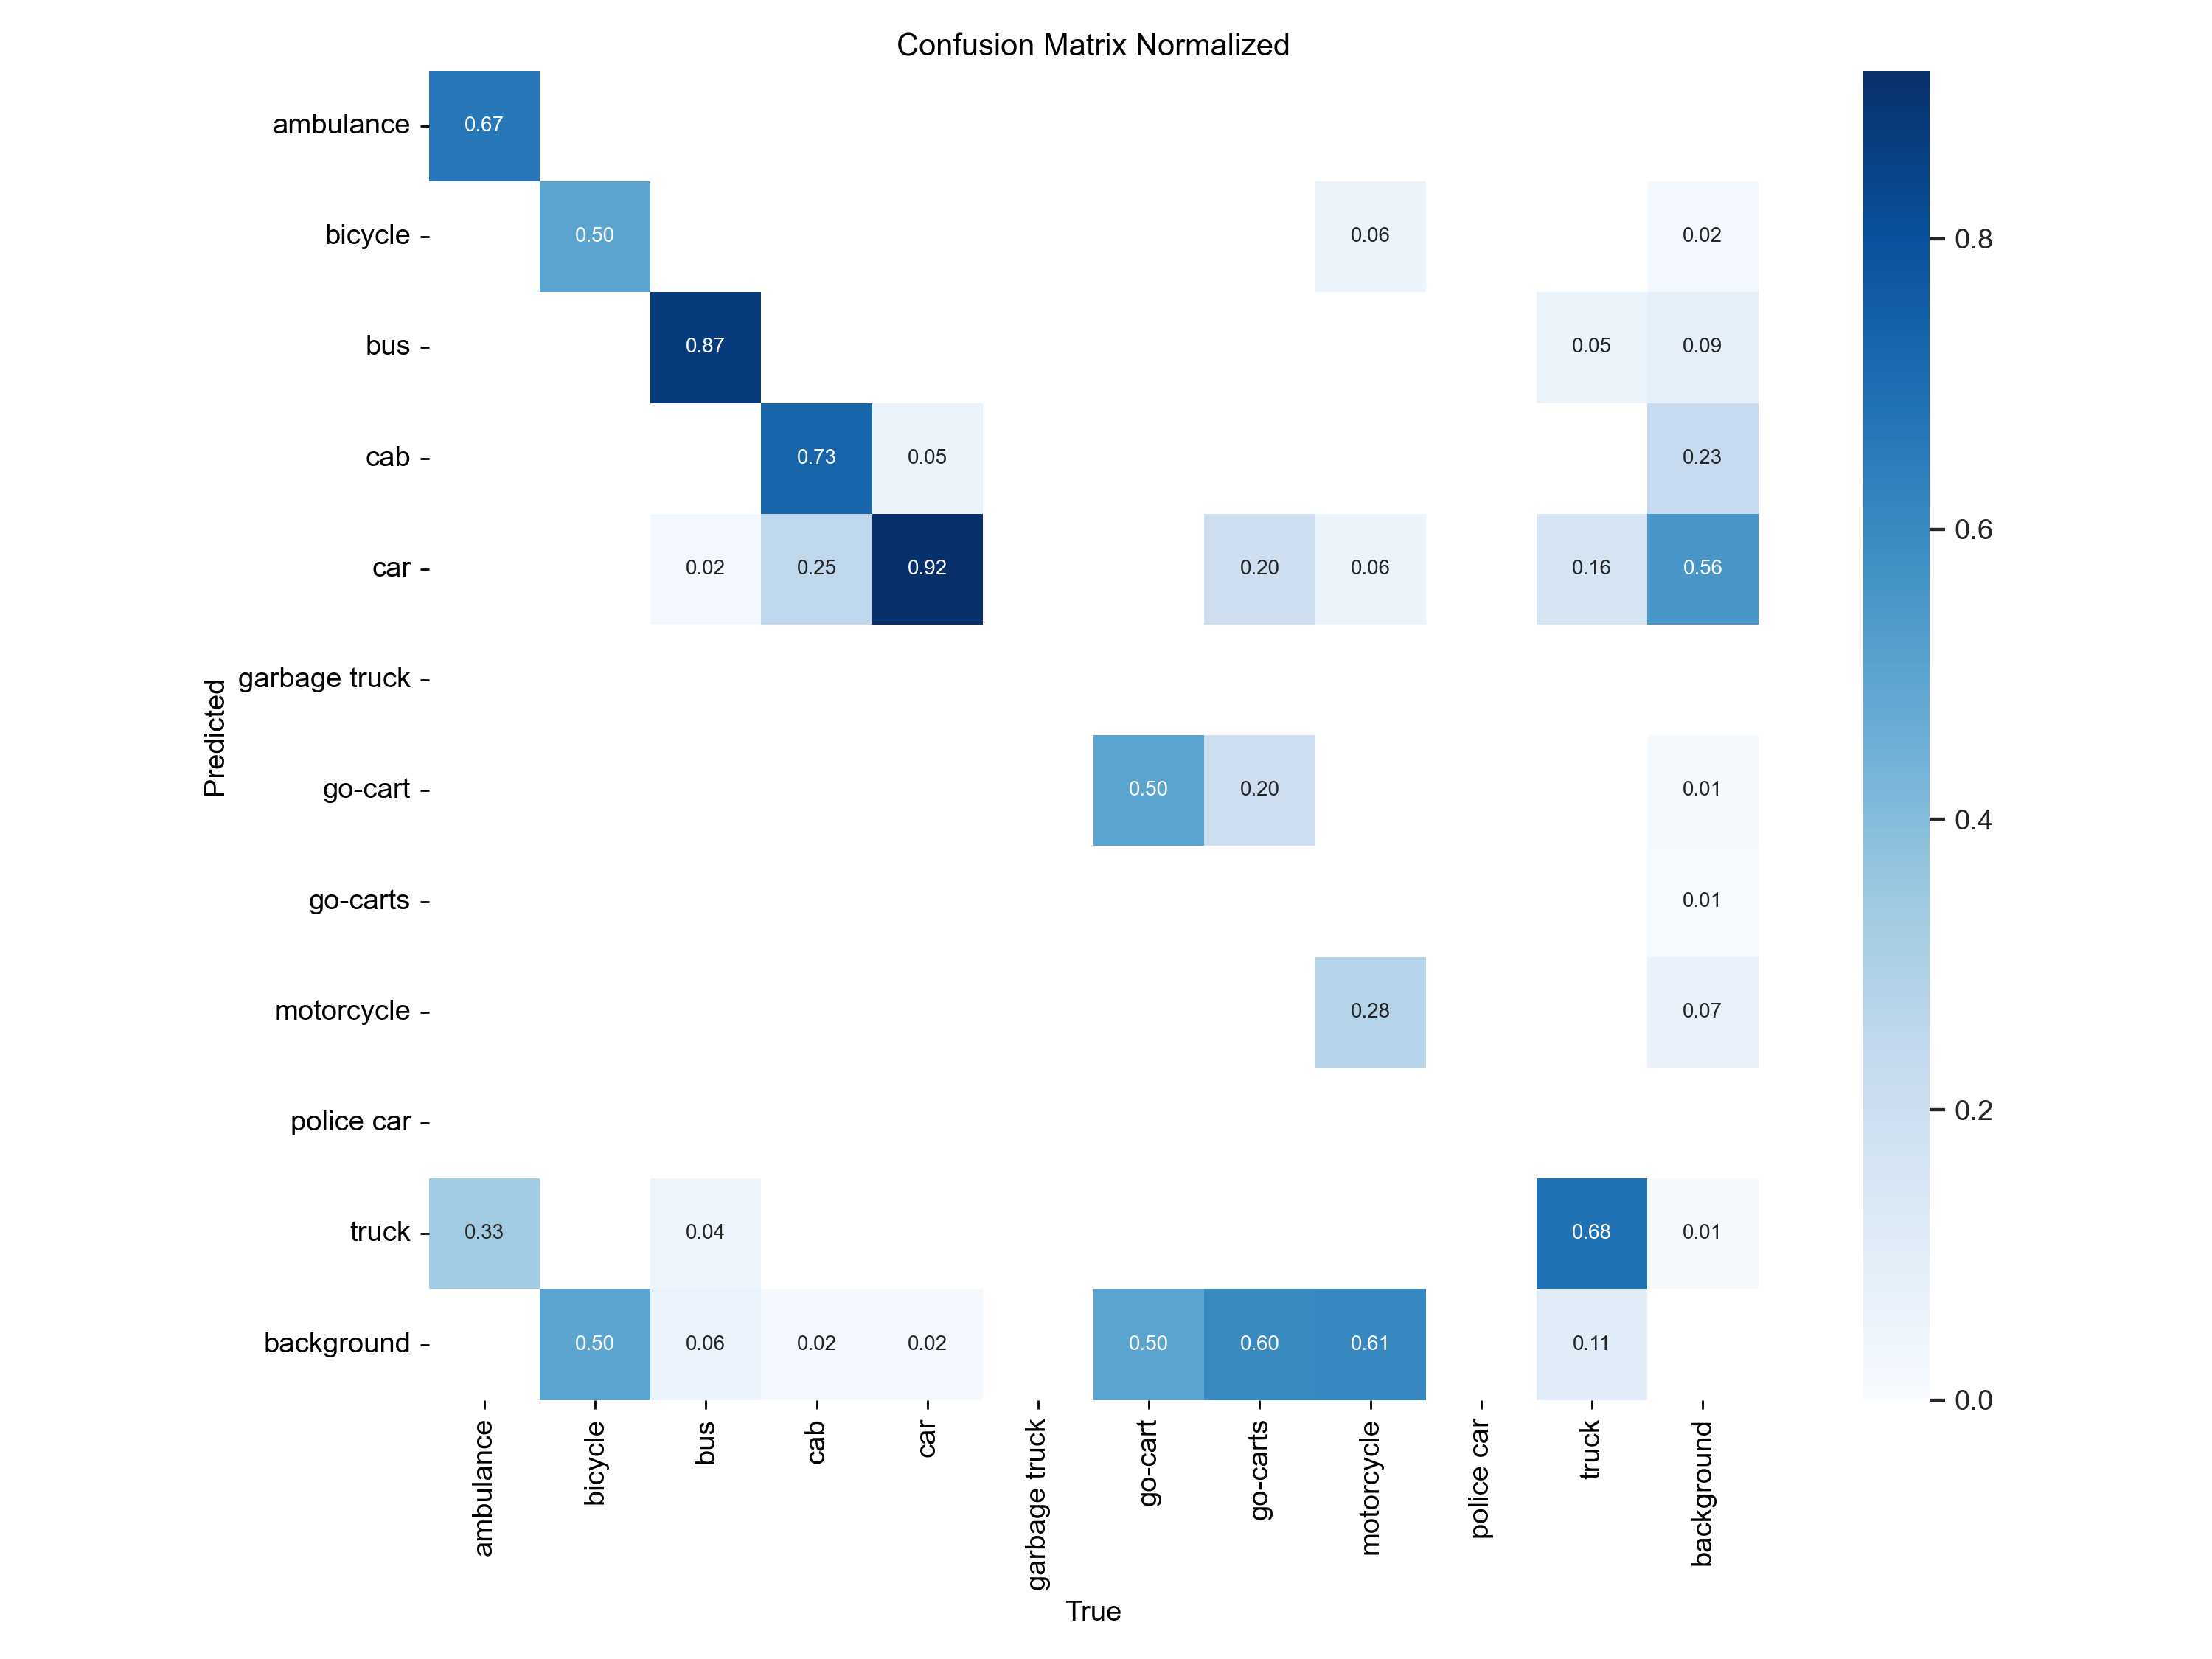 Confusion Matrix Normalized
ambulance 0.67
bicycle 0.50 0.06 0.02 0.8
bus 0.87 0.05 0.09
cab 0.73 0.05 0.23
car 0.02 0.25 0.92 0.20 0.06 0.16 0.56 0.6
garbage truck
Predicted
go-cart 0.50 0.20 0.01 0.4
go-carts 0.01
motorcycle 0.28 0.07
police car 0.2
truck 0.33 0.04 0.68 0.01
background 0.50 0.06 0.02 0.02 0.50 0.60 0.61 0.11
0.0
ambulance bicycle bus cab car garbage truck go-cart go-carts motorcycle police car truck background
True